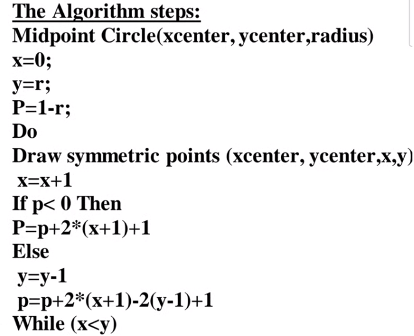 The Algorithm steps:
Midpoint Circle(xcenter, ycenter,radius)
x=0;
y=r;
P=1-r;
Do
Draw symmetric points (xcenter, ycenter,x,y)
x=x+1
If p< 0 Then
P=p+2*(x+1)+1
Else
y=y-1
p=p+2*(x+1)-2(y-1)+1
While (x<y)